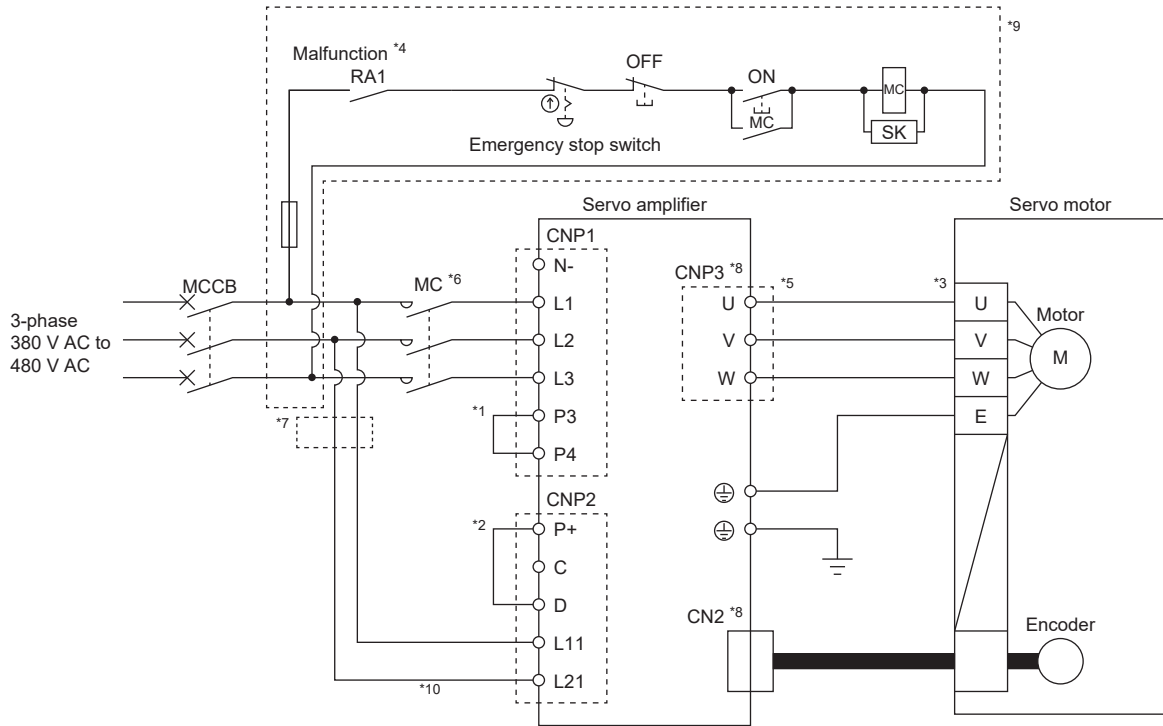 *9
Malfunction *4
RA1
OFF
ON
MC
MC
SK
Emergency stop switch
Servo amplifier
Servo motor
CNP1
N-
MCCB
MC *6
L1
L2
L3
P3
P4
3-phase
380 V AC to
480 V AC
CNP3 *8
*5
*3
U
V
W
U
V
W
E
Motor
M
*1
*7
CNP2
*2
P+
C
D
L11
L21
*10
CN2 *8
Encoder